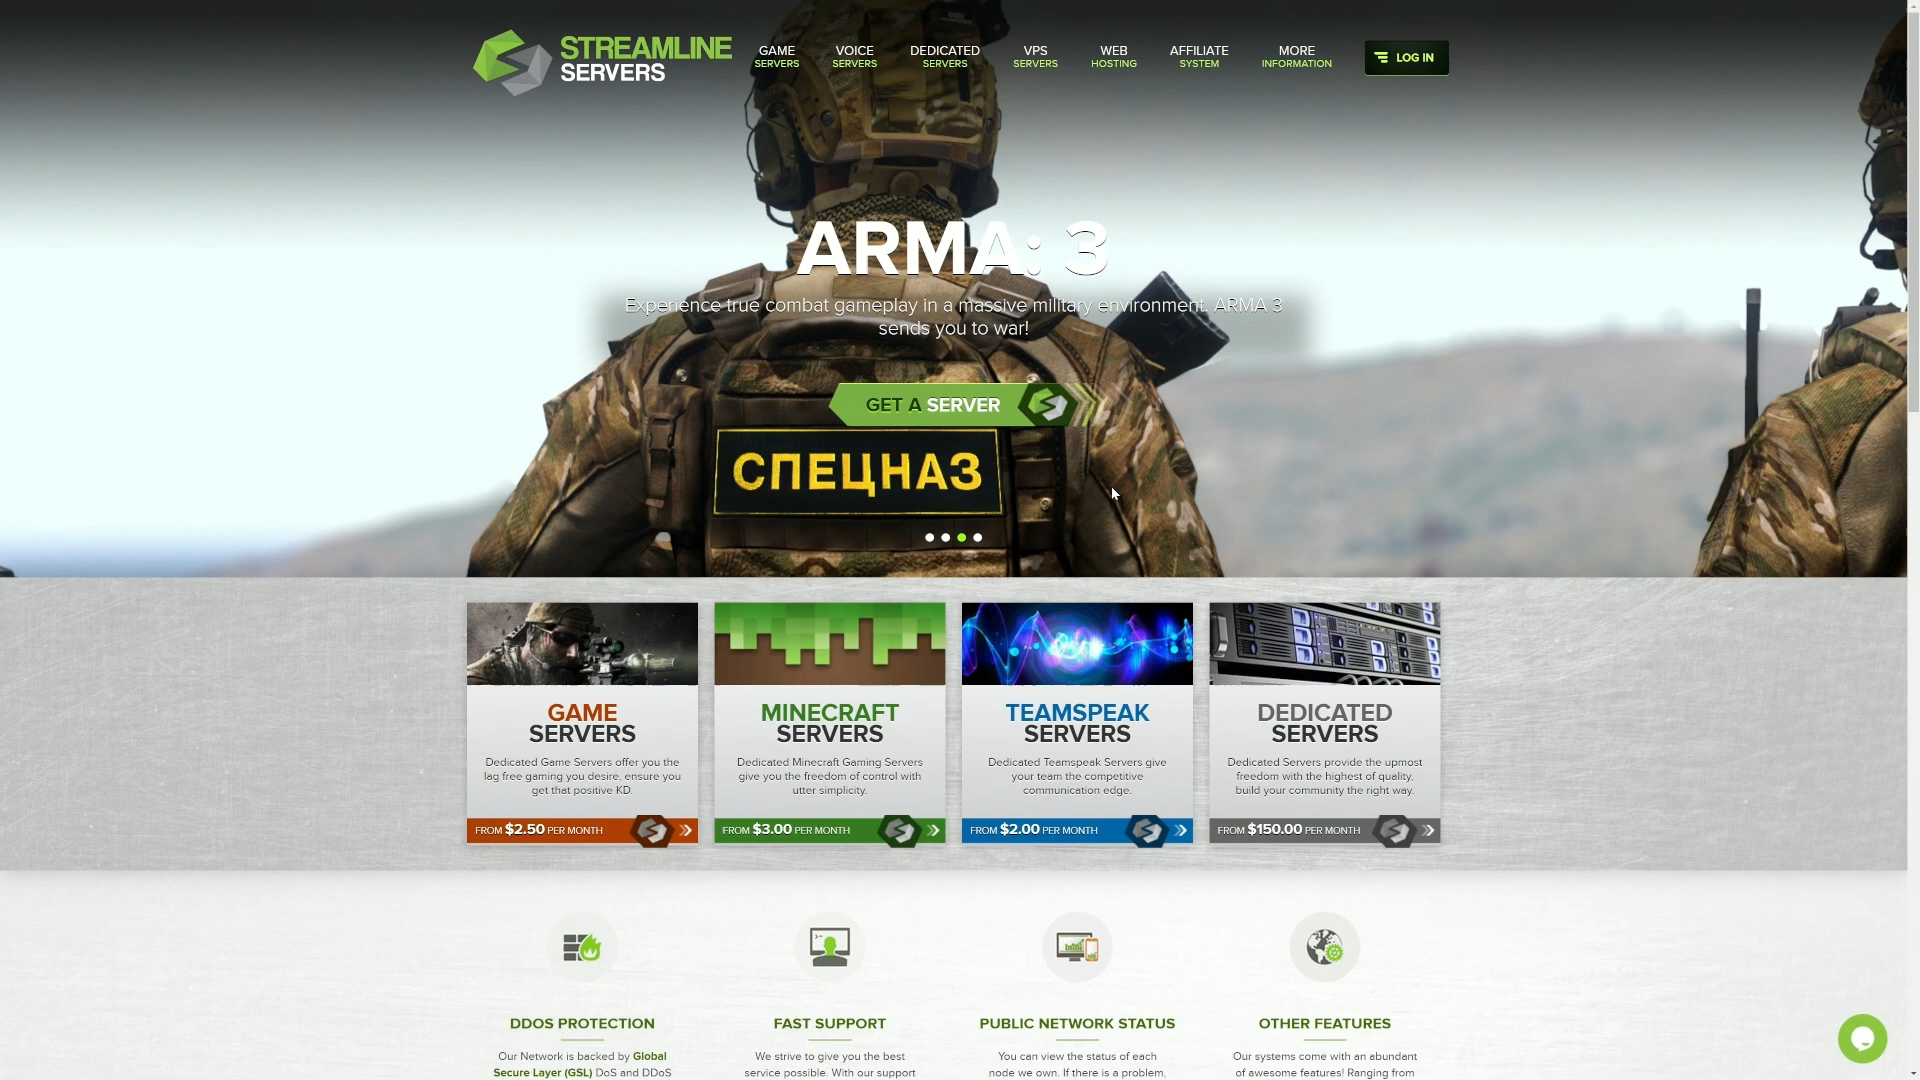 STREAMLINE
SERVERS
GAME
SERVERS
VOICE
SERVERS
DEDICATED
SERVERS
VPS
SERVERS
WEB
HOSTING
AFFILIATE
SYSTEM
MORE
INFORMATION
LOG IN
ARMA: 3
Experience true combat gameplay in a massive military environment. ARMA 3
sends you to war!
GET A SERVER
СПЕЦНАЗ
GAME
SERVERS
Dedicated Game Servers offer you the
lag free gaming you desire, ensure you
get that positive KD.
FROM $2.50 PER MONTH
MINECRAFT
SERVERS
Dedicated Minecraft Gaming Servers
give you the freedom of control with
utter simplicity.
FROM $3.00 PER MONTH
TEAMSPEAK
SERVERS
Dedicated Teamspeak Servers give
your team the competitive
communication edge.
FROM $2.00 PER MONTH
DEDICATED
SERVERS
Dedicated Servers provide the upmost
freedom with the highest of quality,
build your community the right way.
FROM $150.00 PER MONTH
DDOS PROTECTION
Our Network is backed by Global
Secure Layer (GSL) DoS and DDoS
FAST SUPPORT
We strive to give you the best
service possible. With our support
PUBLIC NETWORK STATUS
You can view the status of each
node we own. If there is a problem,
OTHER FEATURES
Our systems come with an abundant
of awesome features! Ranging from